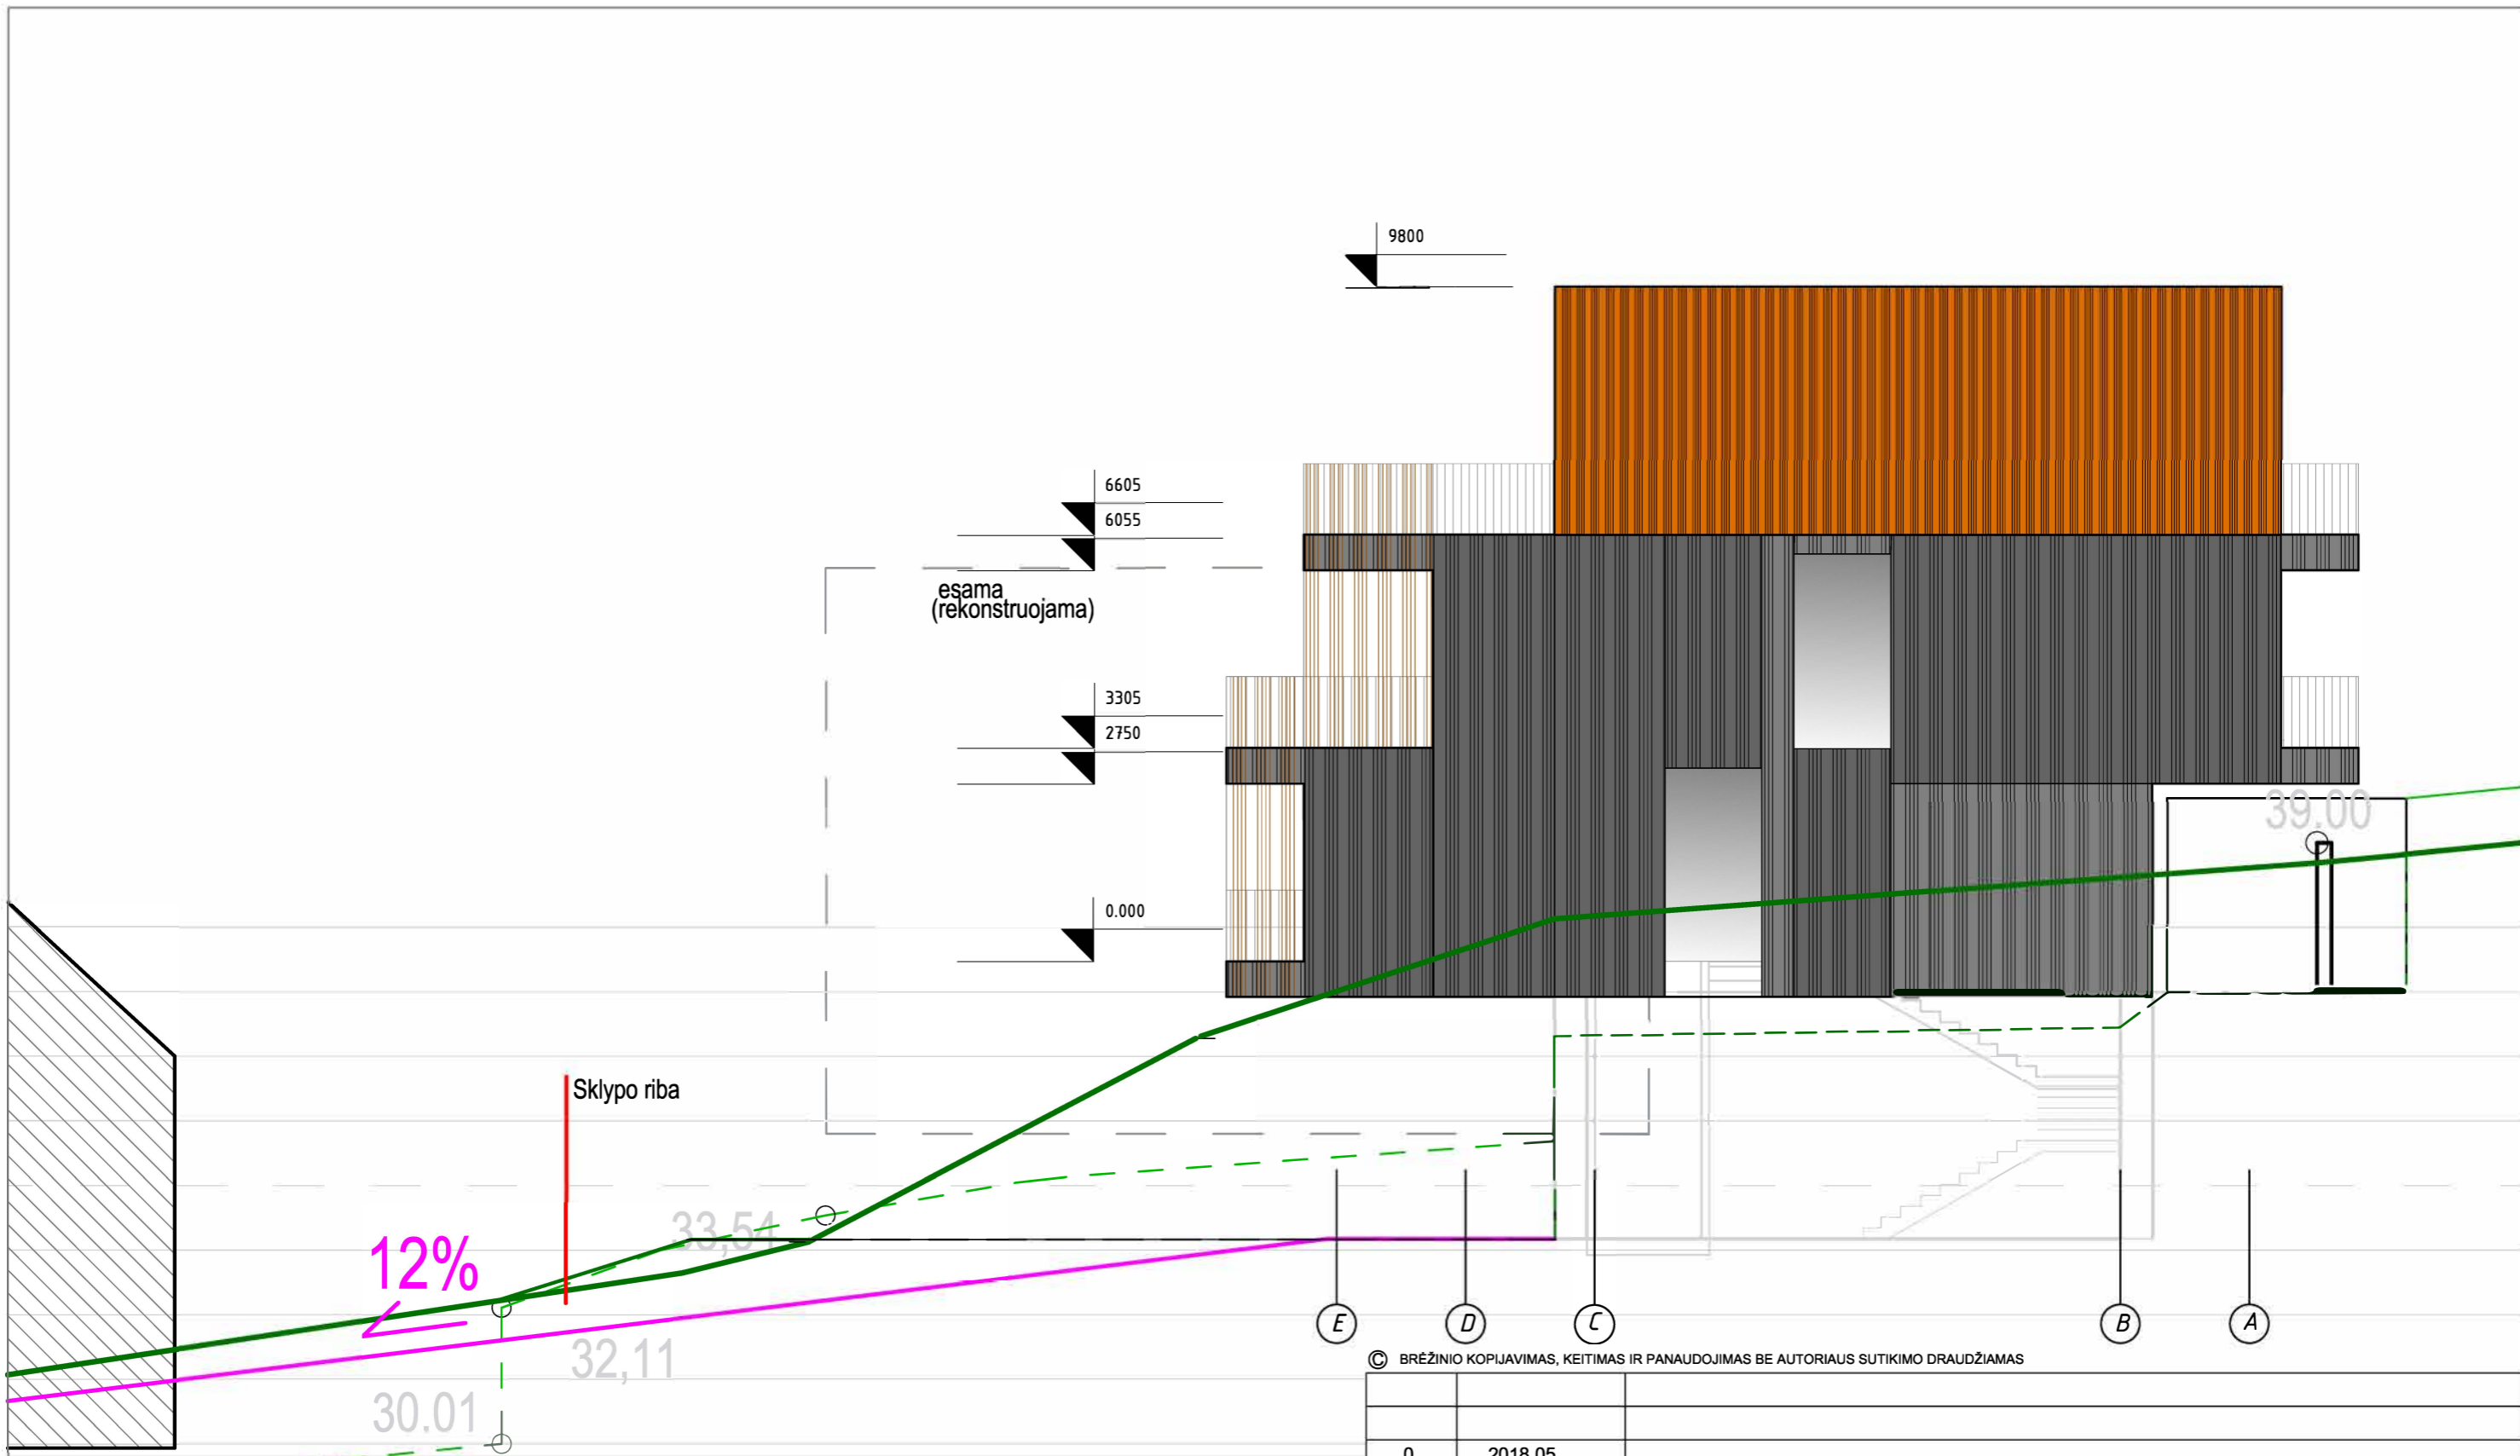 9800
6605
6055
esama
(rekonstruojama)
3305
2750
39.00
0.000
Sklypo riba
33,54
12%
E D C B A
32,11
© BRĖŽINIO KOPIJAVIMAS, KEITIMAS IR PANAUDOJIMAS BE AUTORIAUS SUTIKIMO DRAUDŽIAMAS
30.01
0 2018 05